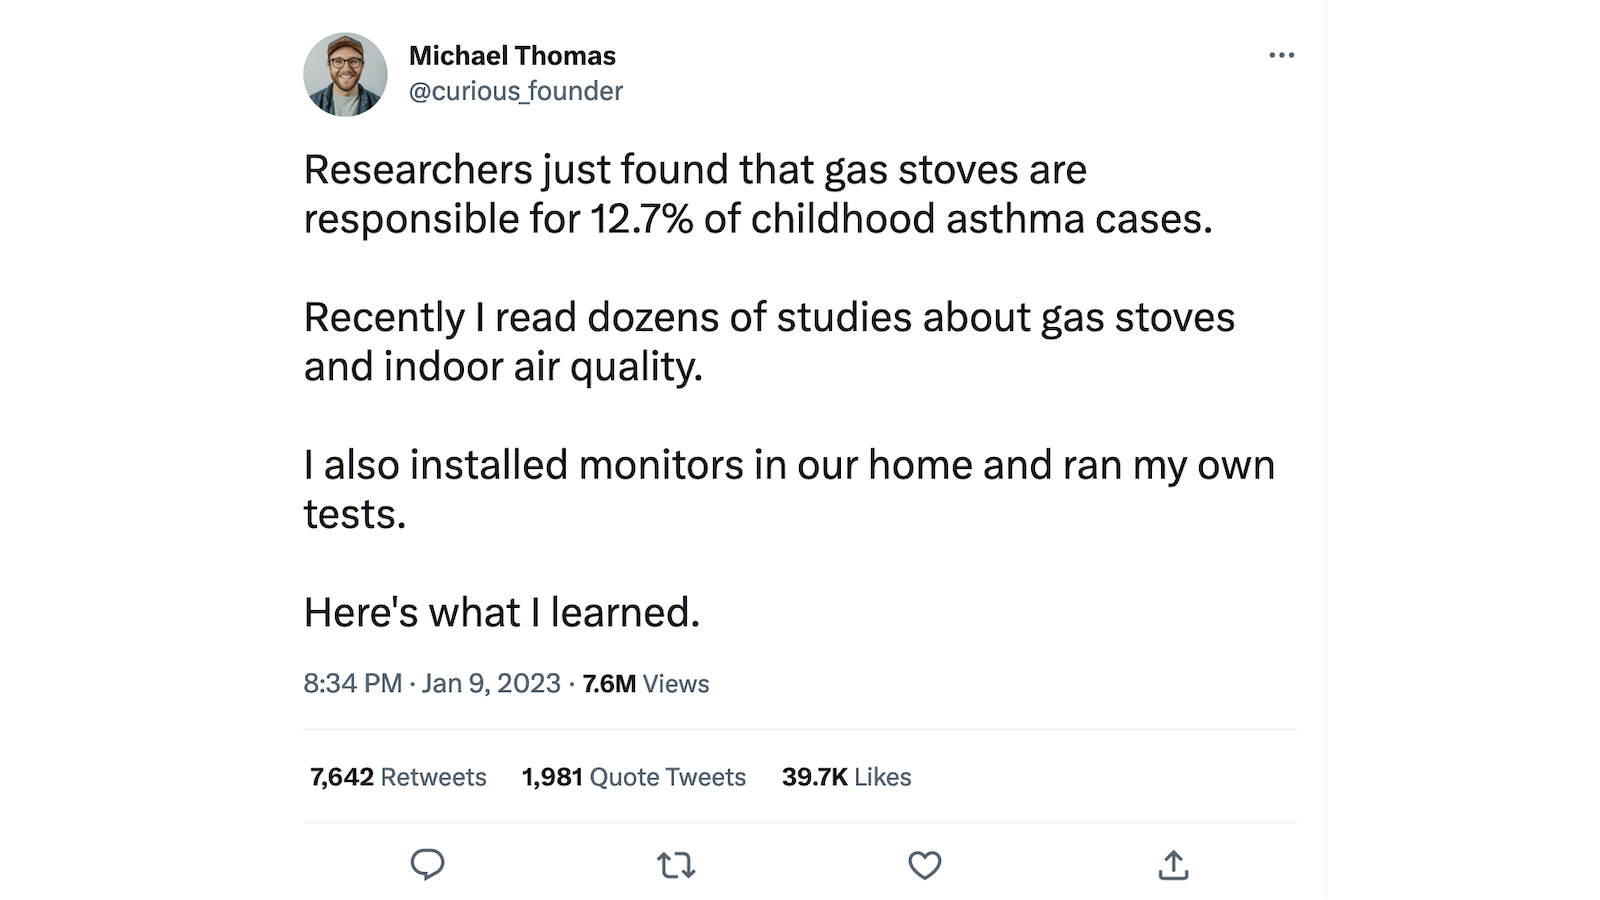 Michael Thomas
@curious_founder
Researchers just found that gas stoves are
responsible for 12.7% of childhood asthma cases.
Recently I read dozens of studies about gas stoves
and indoor air quality.
I also installed monitors in our home and ran my own
tests.
Here's what I learned.
8:34 PM · Jan 9, 2023 · 7.6M Views
7,642 Retweets 1,981 Quote Tweets 39.7K Likes